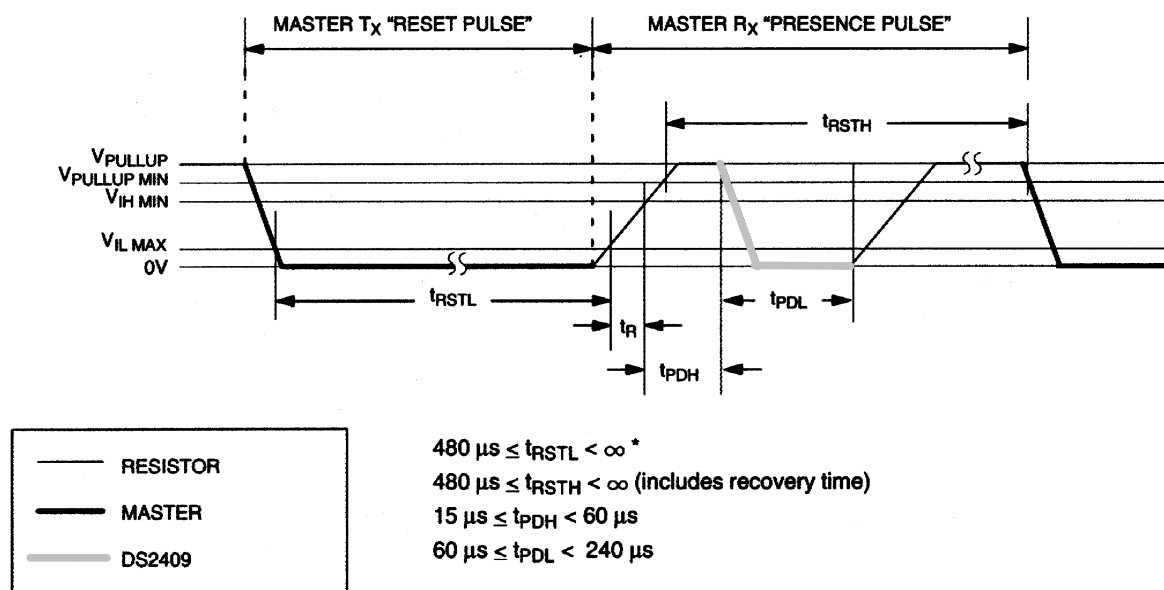 MASTER TX "RESET PULSE" MASTER RX "PRESENCE PULSE"
tRSTH
VPULLUP
VPULLUP MIN
VIH MIN
VIL MAX
0V
tRSTL
tPDL
tR
tPDH
RESISTOR
MASTER
DS2409
480 μs ≤ tRSTL < ∞ *
480 μs ≤ tRSTH < ∞ (includes recovery time)
15 μs ≤ tPDH < 60 μs
60 μs ≤ tPDL < 240 μs